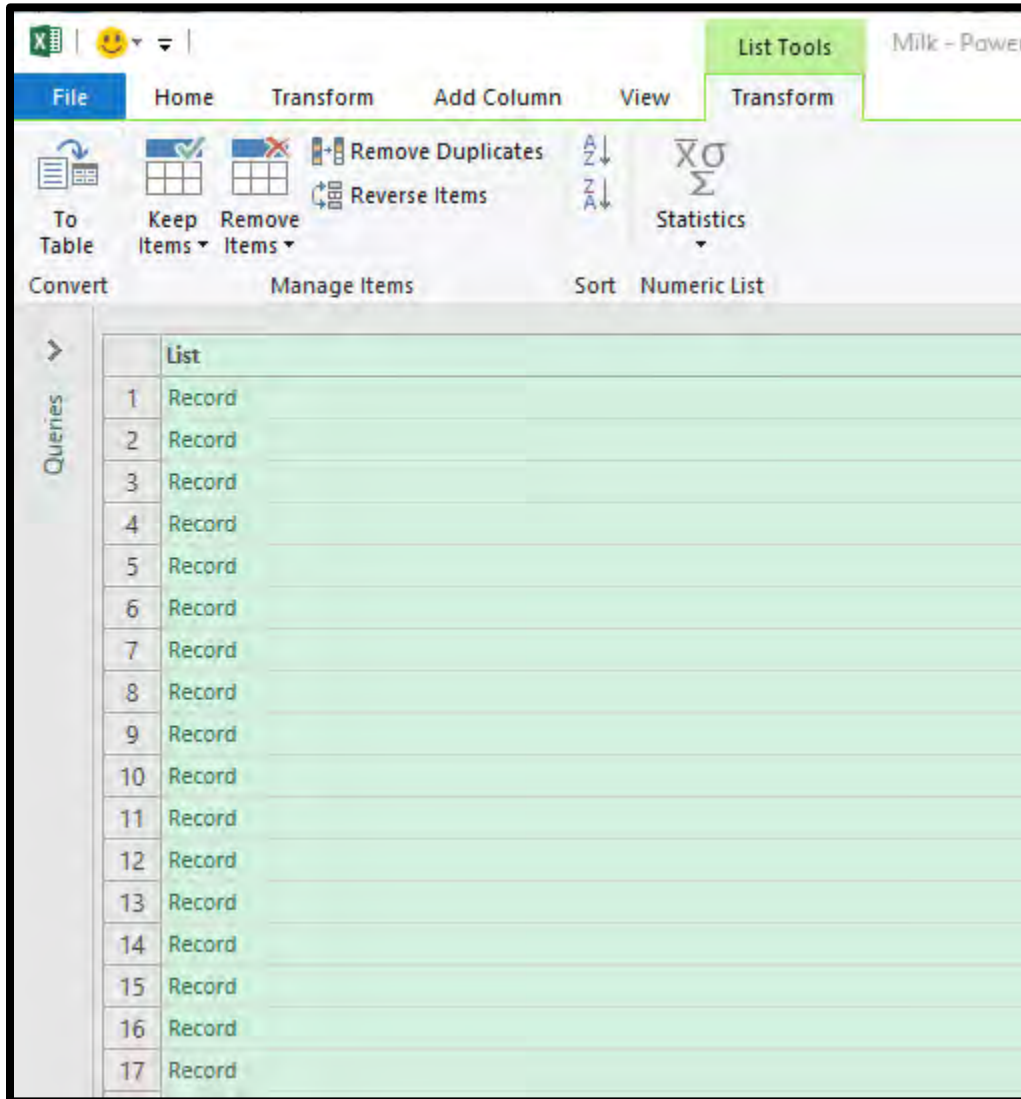 List Tools Milk - Power
File Home Transform Add Column View Transform
Remove Duplicates
Reverse Items
To Table
Keep Items
Remove Items
A Z
Z A
X̅σ
Σ
Statistics
Convert Manage Items Sort Numeric List
Queries
List
1 Record
2 Record
3 Record
4 Record
5 Record
6 Record
7 Record
8 Record
9 Record
10 Record
11 Record
12 Record
13 Record
14 Record
15 Record
16 Record
17 Record